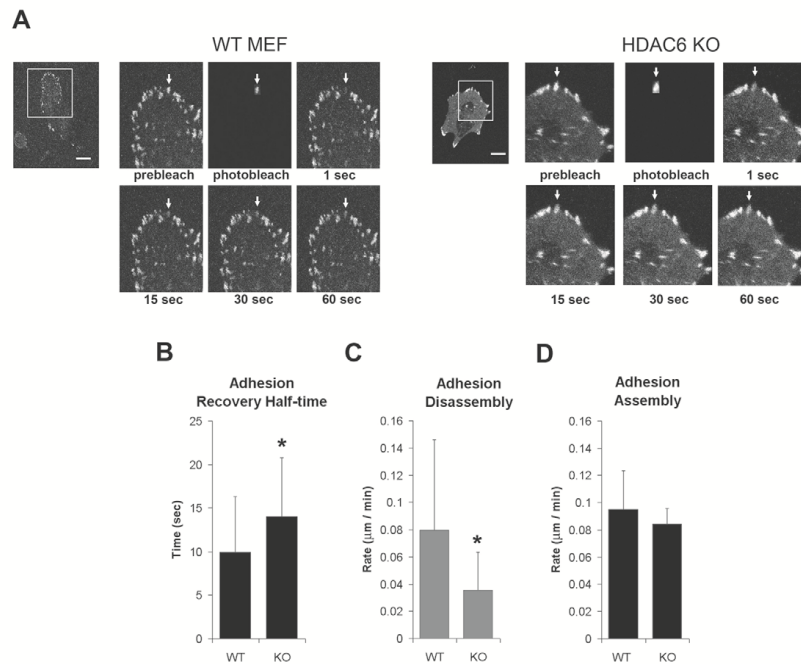 A
WT MEF
HDAC6 KO
prebleach photobleach 1 sec
prebleach photobleach 1 sec
15 sec 30 sec 60 sec
15 sec 30 sec 60 sec
B
Adhesion
Recovery Half-time
Time (sec)
25
20
15
10
5
0
*
WT KO
C
Adhesion
Disassembly
Rate (μm / min)
0.16
0.14
0.12
0.1
0.08
0.06
0.04
0.02
0
*
WT KO
D
Adhesion
Assembly
Rate (μm / min)
0.16
0.14
0.12
0.1
0.08
0.06
0.04
0.02
0
WT KO